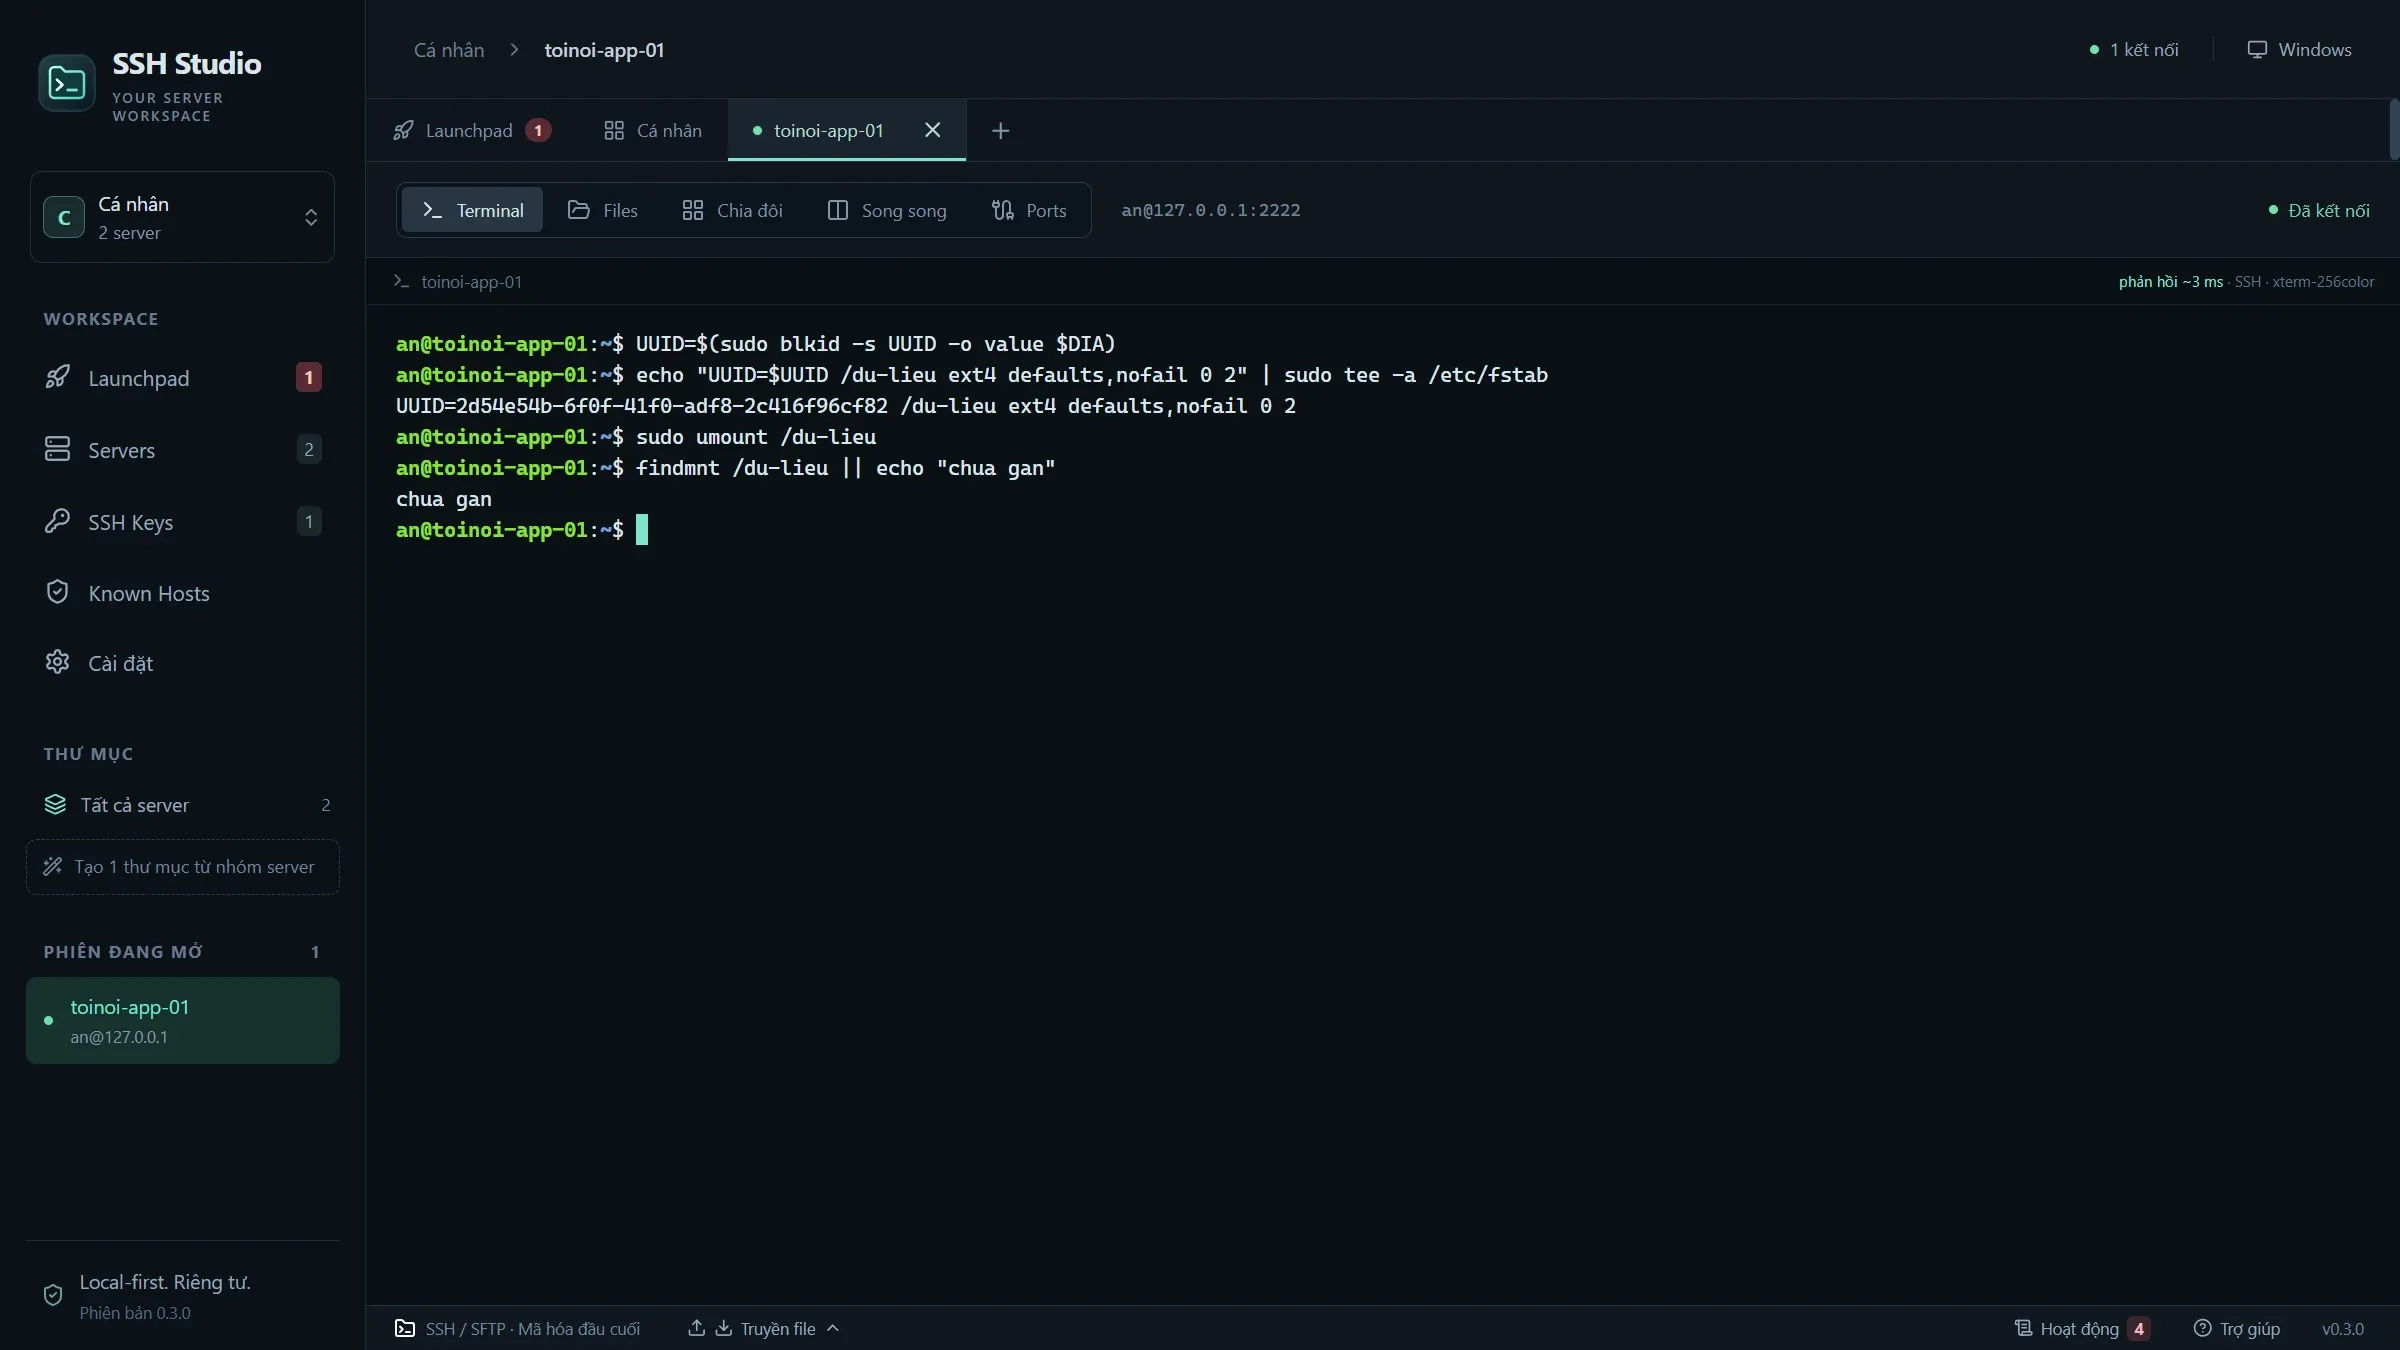 SSH Studio
YOUR SERVER
WORKSPACE
C
Cá nhân
2 server
WORKSPACE
Launchpad 1
Servers 2
SSH Keys 1
Known Hosts
Cài đặt
THƯ MỤC
Tất cả server 2
Tạo 1 thư mục từ nhóm server
PHIÊN ĐANG MỞ 1
toinoi-app-01
an@127.0.0.1
Local-first. Riêng tư.
Phiên bản 0.3.0
Cá nhân > toinoi-app-01
1 kết nối
Windows
Launchpad 1
Cá nhân
toinoi-app-01
Terminal
Files
Chia đôi
Song song
Ports
an@127.0.0.1:2222
Đã kết nối
toinoi-app-01
phản hồi ~3 ms · SSH · xterm-256color
an@toinoi-app-01:~$ UUID=$(sudo blkid -s UUID -o value $DIA)
an@toinoi-app-01:~$ echo "UUID=$UUID /du-lieu ext4 defaults,nofail 0 2" | sudo tee -a /etc/fstab
UUID=2d54e54b-6f0f-41f0-adf8-2c416f96cf82 /du-lieu ext4 defaults,nofail 0 2
an@toinoi-app-01:~$ sudo umount /du-lieu
an@toinoi-app-01:~$ findmnt /du-lieu || echo "chua gan"
chua gan
an@toinoi-app-01:~$
SSH / SFTP · Mã hóa đầu cuối
Truyền file
Hoạt động 4
Trợ giúp
v0.3.0